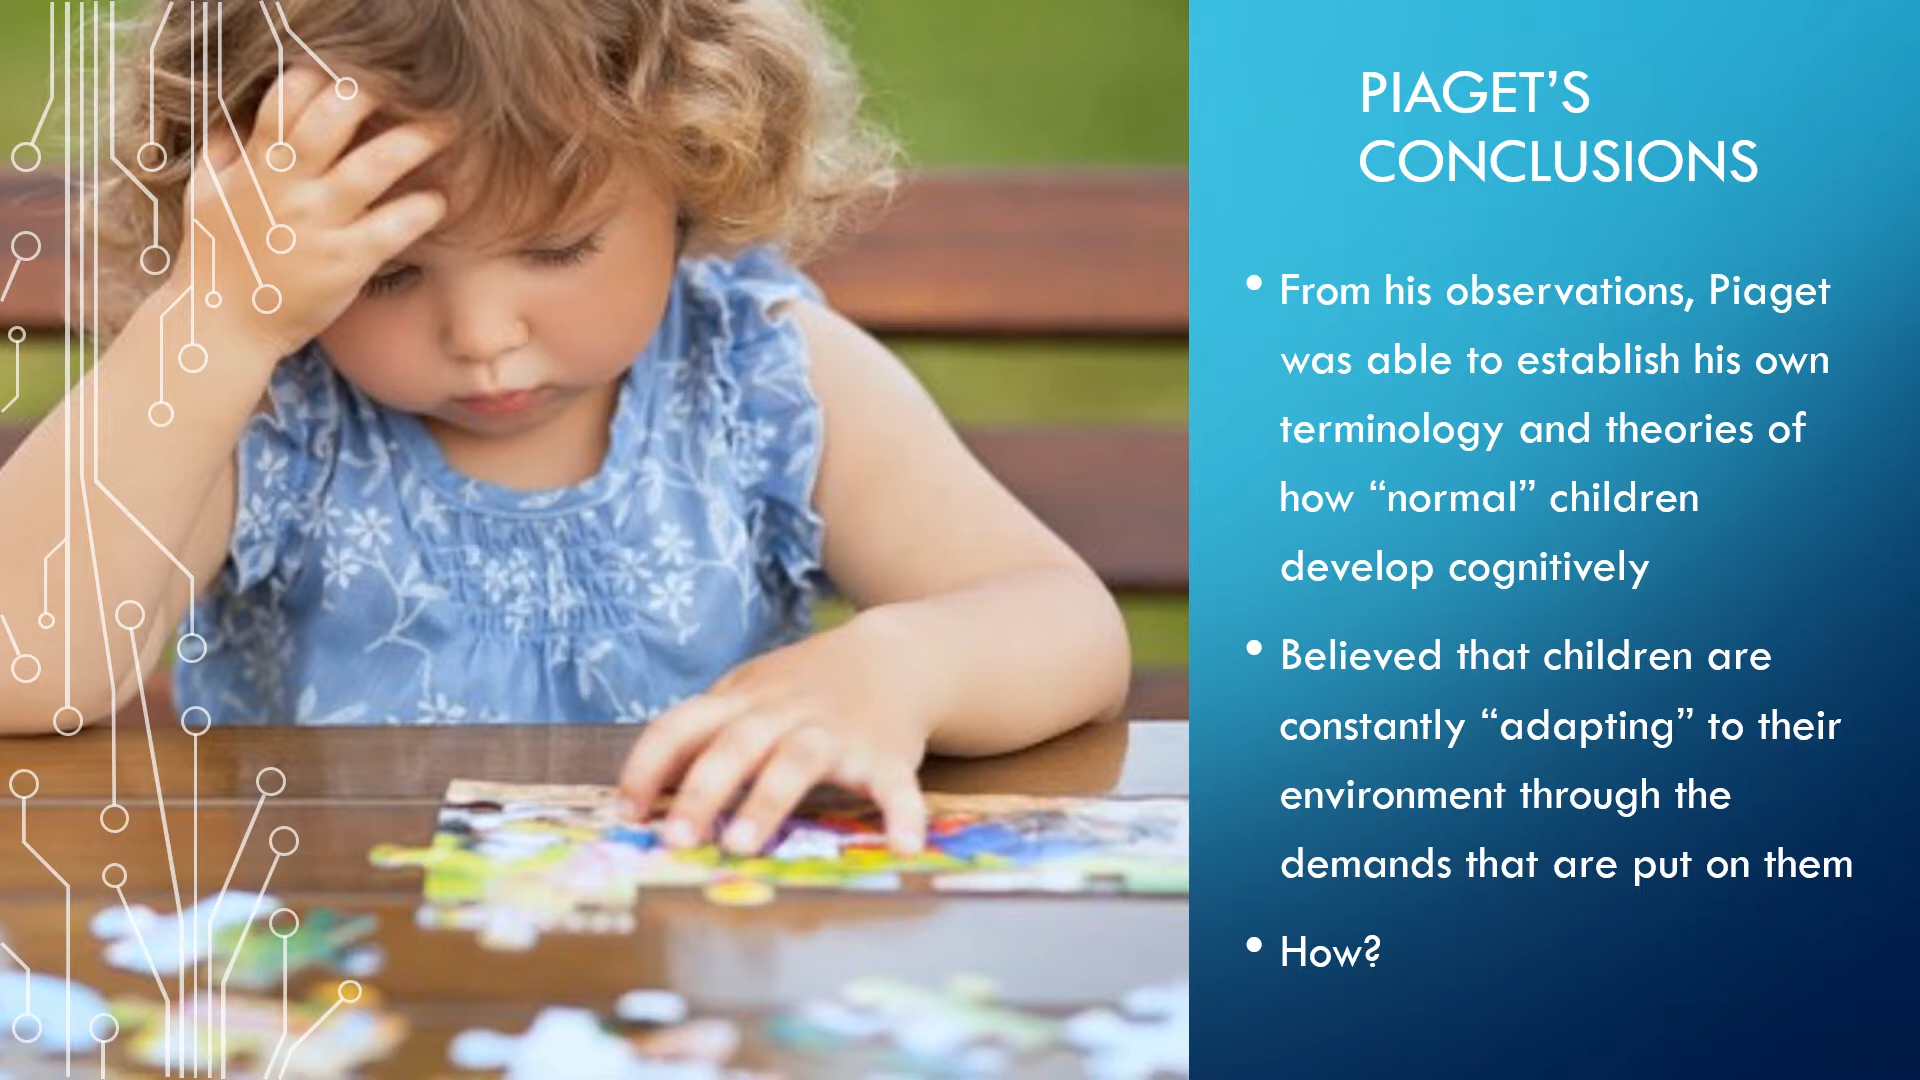 PIAGET’S
CONCLUSIONS
• From his observations, Piaget
was able to establish his own
terminology and theories of
how “normal” children
develop cognitively
• Believed that children are
constantly “adapting” to their
environment through the
demands that are put on them
• How?